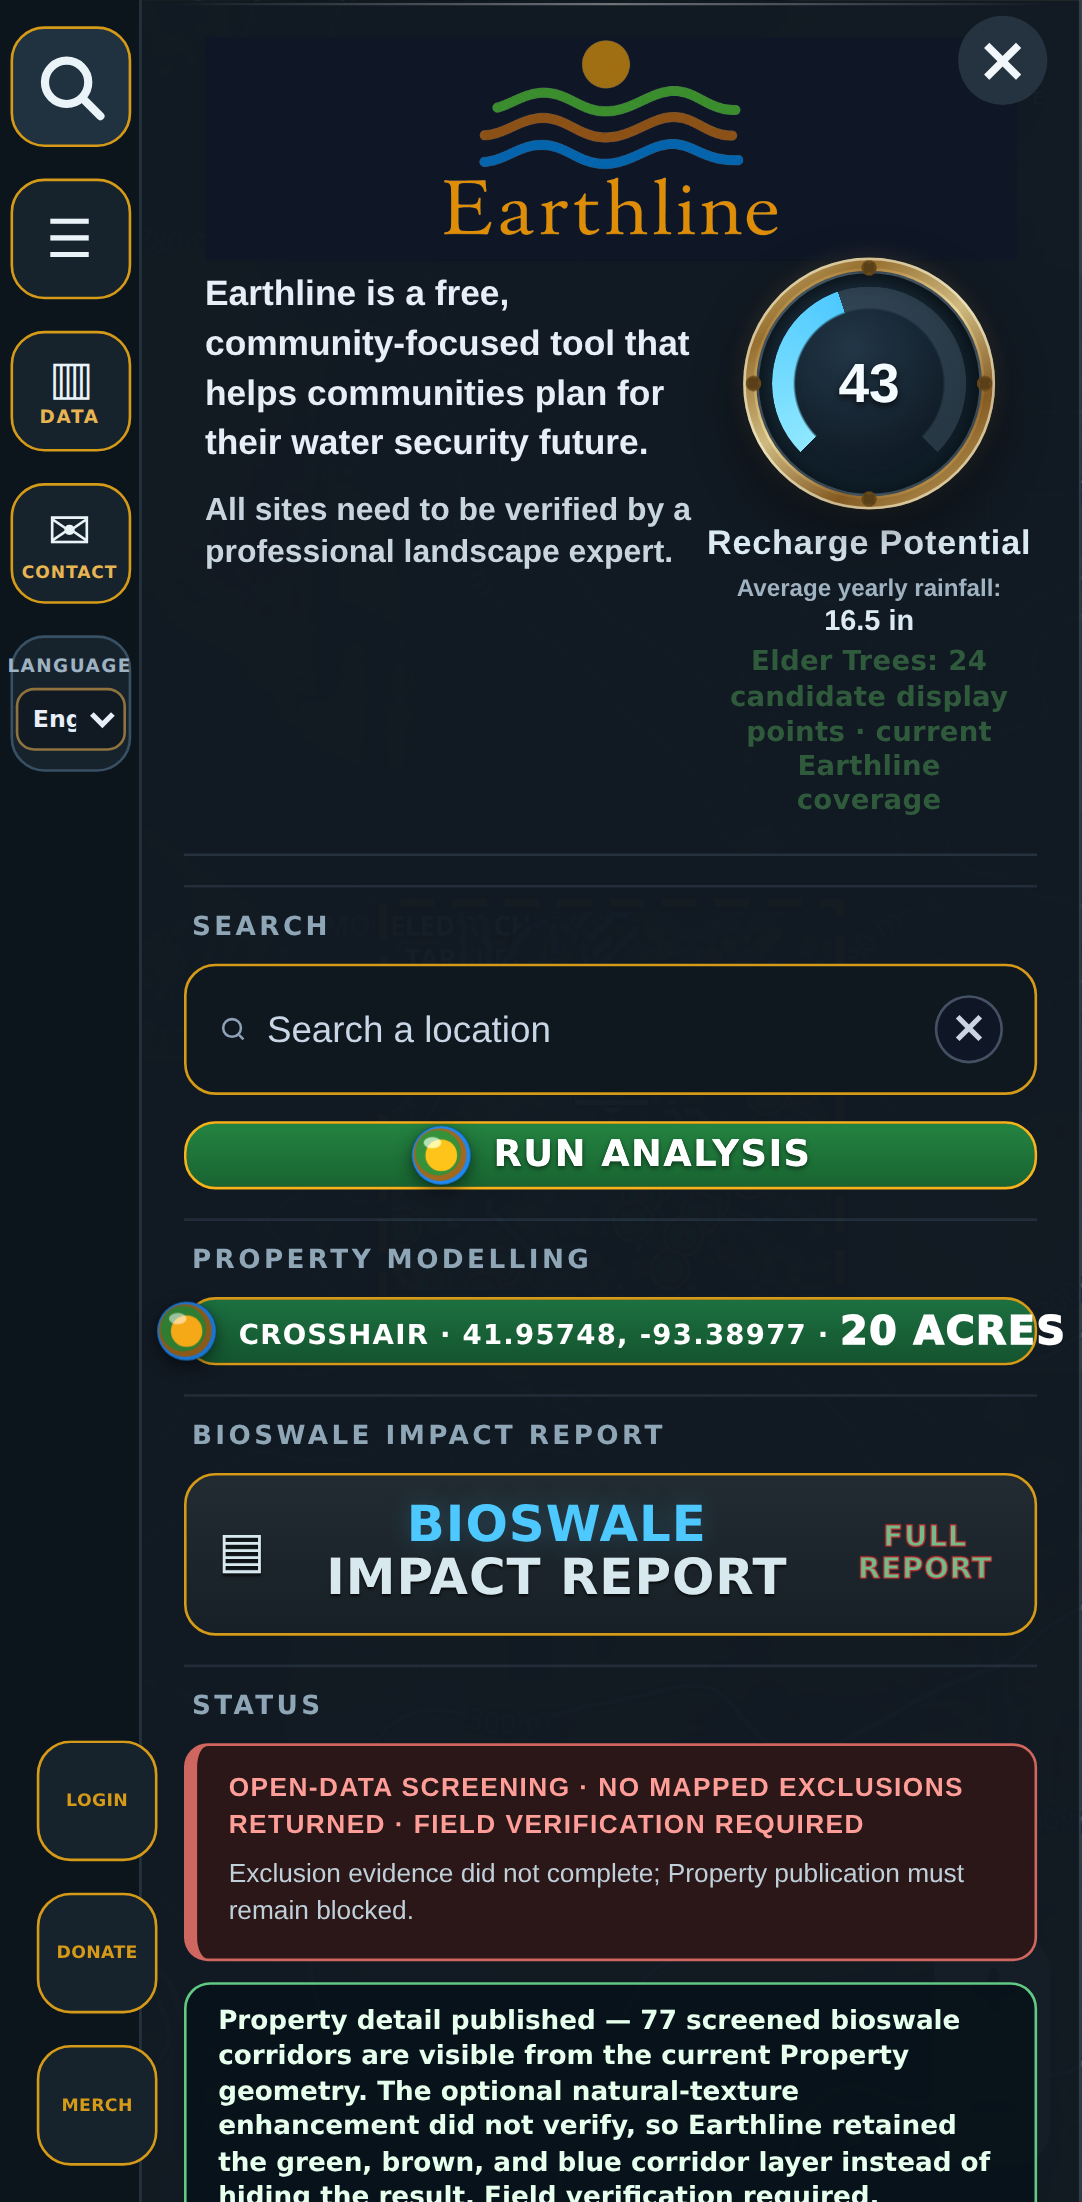 Earthline
Earthline is a free,
community-focused tool that
helps communities plan for
their water security future.
All sites need to be verified by a
professional landscape expert.
43
Recharge Potential
Average yearly rainfall:
16.5 in
Elder Trees: 24
candidate display
points · current
Earthline
coverage
DATA
CONTACT
LANGUAGE
Eng
SEARCH
Search a location
RUN ANALYSIS
PROPERTY MODELLING
CROSSHAIR · 41.95748, -93.38977 · 20 ACRES
BIOSWALE IMPACT REPORT
BIOSWALE
IMPACT REPORT
FULL
REPORT
STATUS
OPEN-DATA SCREENING · NO MAPPED EXCLUSIONS
RETURNED · FIELD VERIFICATION REQUIRED
Exclusion evidence did not complete; Property publication must
remain blocked.
Property detail published — 77 screened bioswale
corridors are visible from the current Property
geometry. The optional natural-texture
enhancement did not verify, so Earthline retained
the green, brown, and blue corridor layer instead of
hiding the result. Field verification required.
LOGIN
DONATE
MERCH